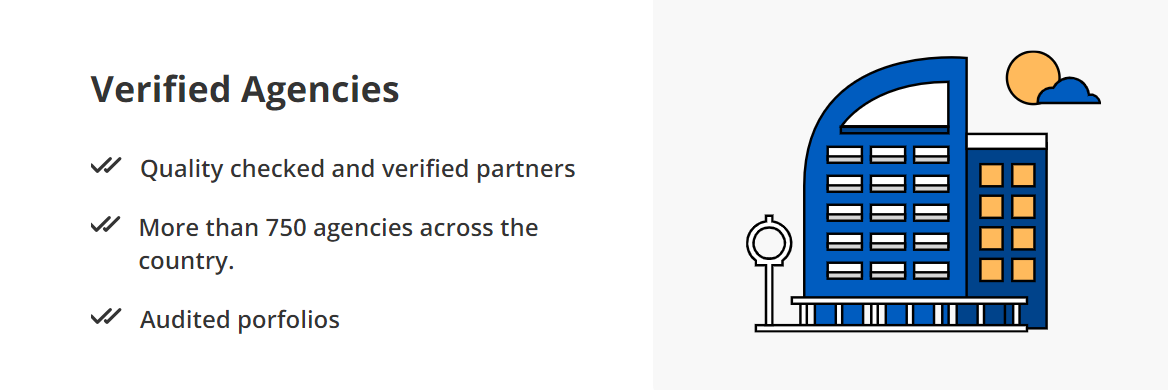 Verified Agencies
Quality checked and verified partners
More than 750 agencies across the
country.
Audited porfolios